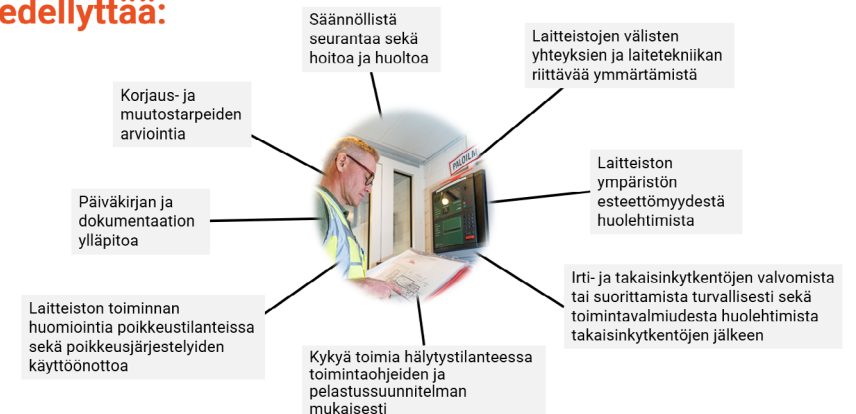 edellyttää:
Säännöllistä
seurantaa sekä
hoitoa ja huoltoa
Laitteistojen välisten
yhteyksien ja laitetekniikan
riittävää ymmärtämistä
Korjaus- ja
muutostarpeiden
arviointia
Laitteiston
ympäristön
esteettömyydestä
huolehtimista
Päiväkirjan ja
dokumentaation
ylläpitoa
Irti- ja takaisinkytkentöjen valvomista
tai suorittamista turvallisesti sekä
toimintavalmiudesta huolehtimista
takaisinkytkentöjen jälkeen
Laitteiston toiminnan
huomiointia poikkeustilanteissa
sekä poikkeusjärjestelyiden
käyttöönottoa
Kykyä toimia hälytystilanteessa
toimintaohjeiden ja
pelastussuunnitelman
mukaisesti